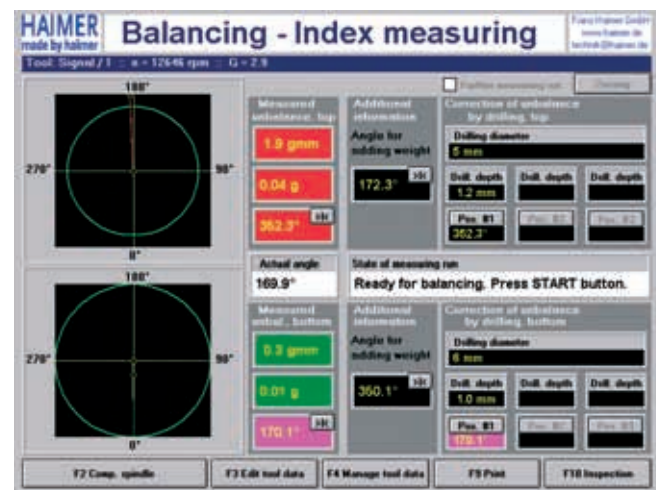 HAIMER
made by haimer
Balancing - Index measuring
Franz Haimer GmbH
www.haimer.de
technik@haimer.de
Tool: Signal / 1 :: n = 12646 rpm :: G = 2.9
180°
270°
90°
0°
Measured
unbalance, top
1.9 gmm
0.04 g
352.3°
Additional
information
Angle for
adding weight
172.3°
Correction of unbalance
by drilling, top
Drilling diameter
5 mm
Drill. depth Drill. depth Drill. depth
1.2 mm
Pos. #1
352.3°
Actual angle
169.9°
State of measuring run
Ready for balancing. Press START button.
180°
270°
90°
0°
Measured
unbal., bottom
0.3 gmm
0.01 g
170.1°
Additional
information
Angle for
adding weight
350.1°
Correction of unbalance
by drilling, bottom
Drilling diameter
6 mm
Drill. depth Drill. depth Drill. depth
1.0 mm
Pos. #1
170.1°
F2 Comp. spindle F3 Edit tool data F4 Manage tool data F9 Print F10 Inspection